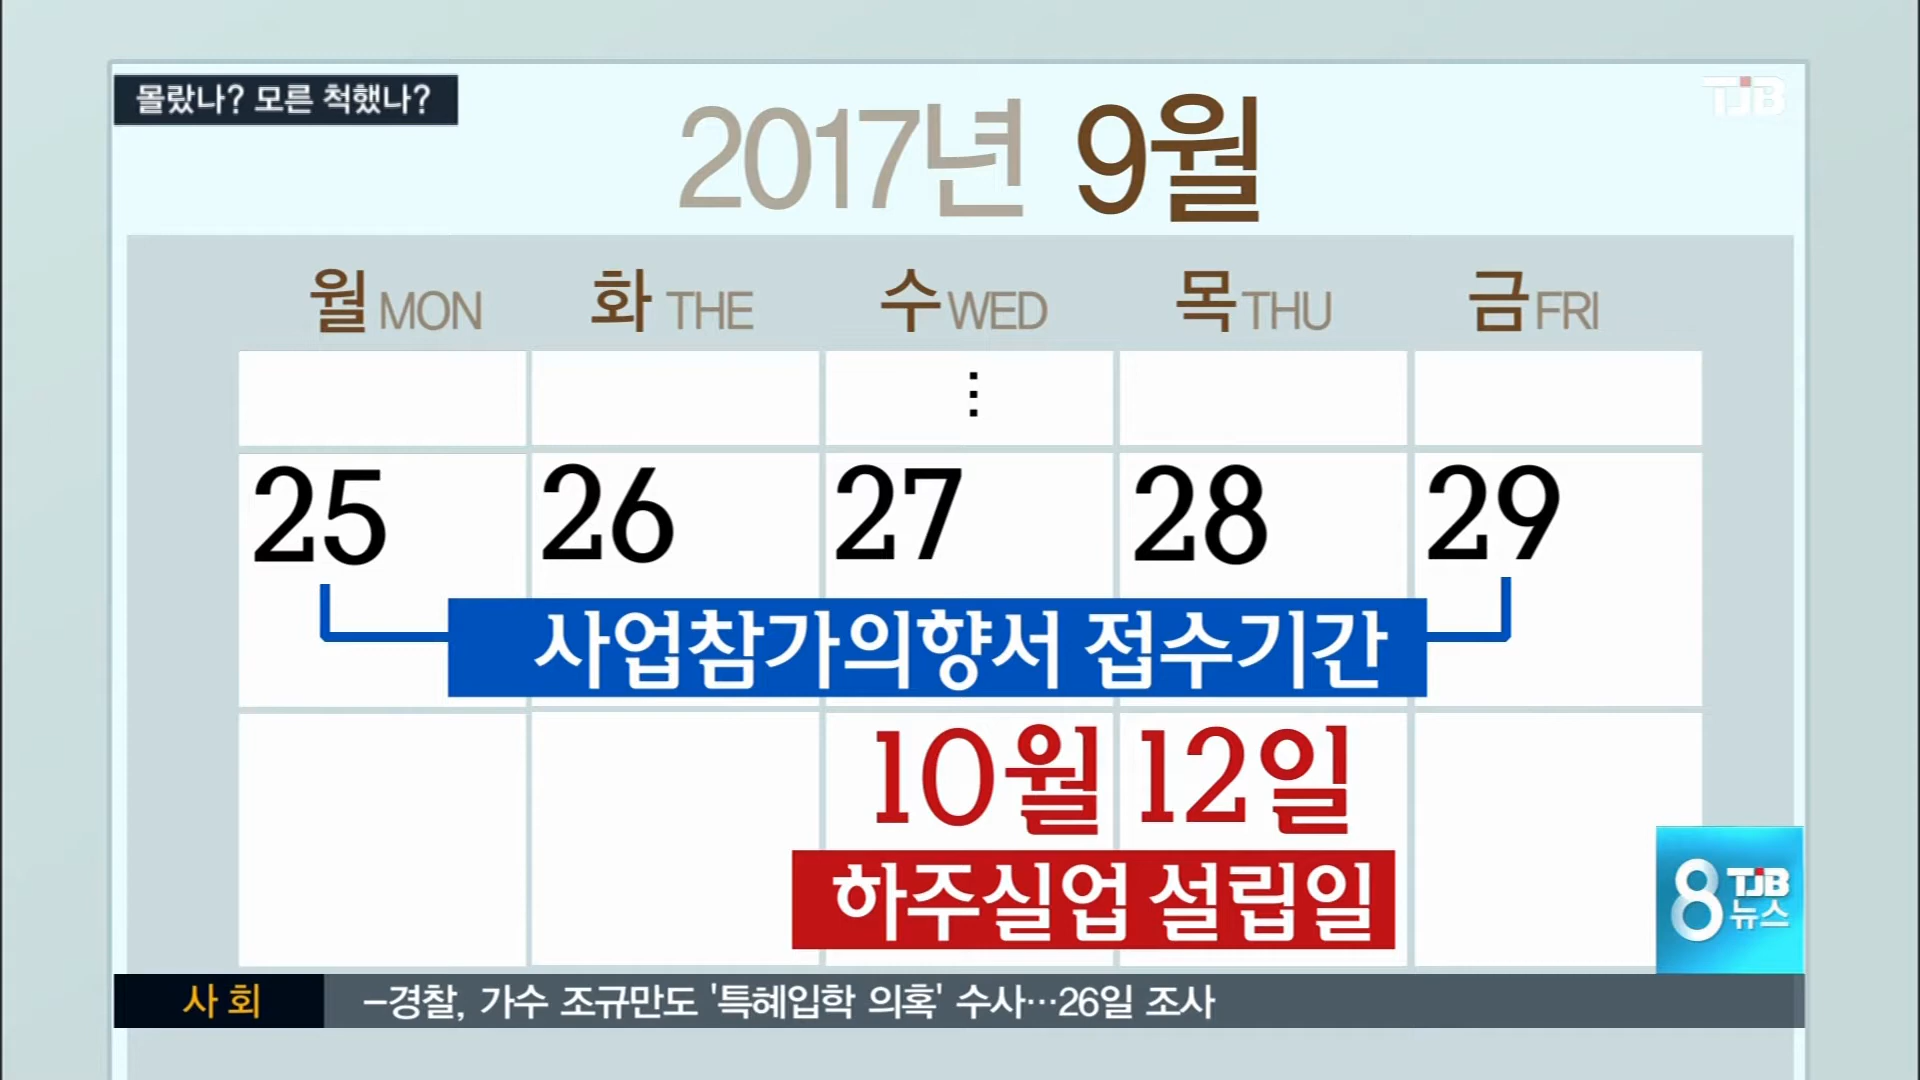 몰랐나? 모른 척했나?
TJB
2017년 9월
월 MON 화 THE 수 WED 목 THU 금 FRI
⋮
25 26 27 28 29
사업참가의향서 접수기간
10월 12일
하주실업 설립일
8 TJB 뉴스
사회 -경찰, 가수 조규만도 '특혜입학 의혹' 수사…26일 조사